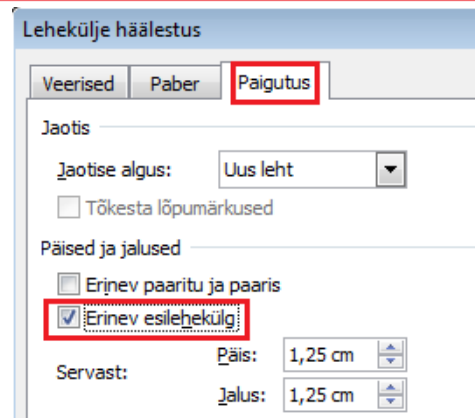 Lehekülje häälestus
Veerised Paber Paigutus
Jaotis
Jaotise algus: Uus leht
Tõkesta lõpumärkused
Päised ja jalused
Erinev paaritu ja paaris
Erinev esilehekülg
Servast:
Päis: 1,25 cm
Jalus: 1,25 cm